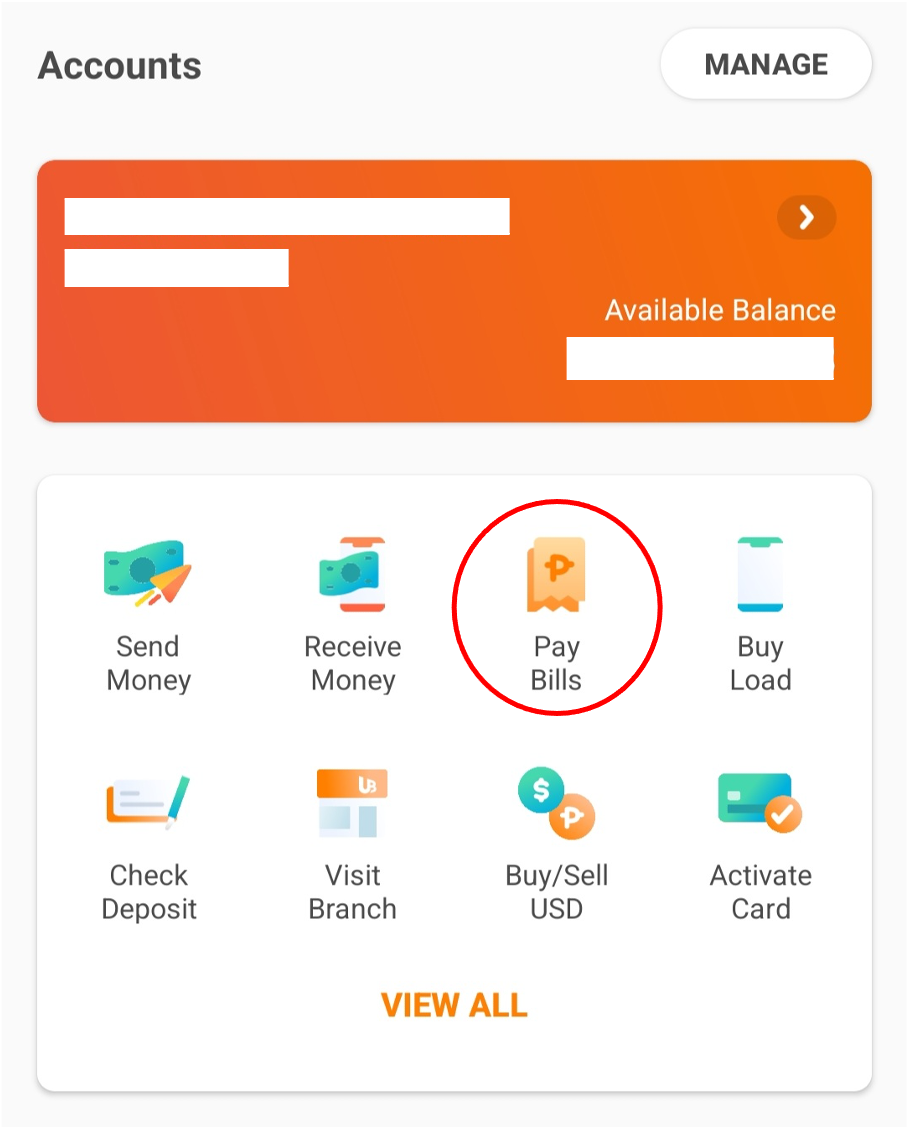 Accounts
MANAGE
Available Balance
Send
Money
Receive
Money
Pay
Bills
Buy
Load
UB
$
Check
Deposit
Visit
Branch
Buy/Sell
USD
Activate
Card
VIEW ALL